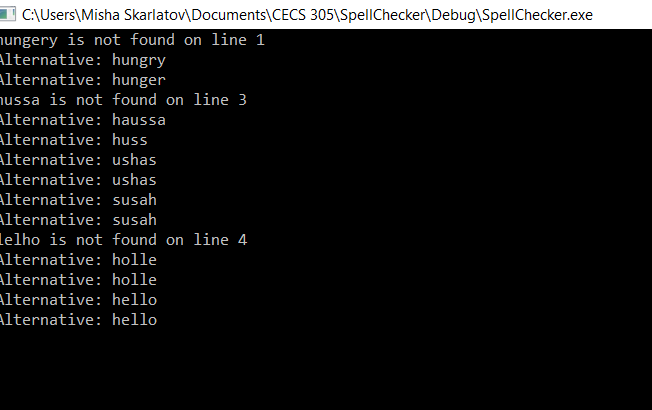 C:\Users\Misha Skarlatov\Documents\CECS 305\SpellChecker\Debug\SpellChecker.exe
hungery is not found on line 1
Alternative: hungry
Alternative: hunger
hussa is not found on line 3
Alternative: haussa
Alternative: huss
Alternative: ushas
Alternative: ushas
Alternative: susah
Alternative: susah
lelho is not found on line 4
Alternative: holle
Alternative: holle
Alternative: hello
Alternative: hello